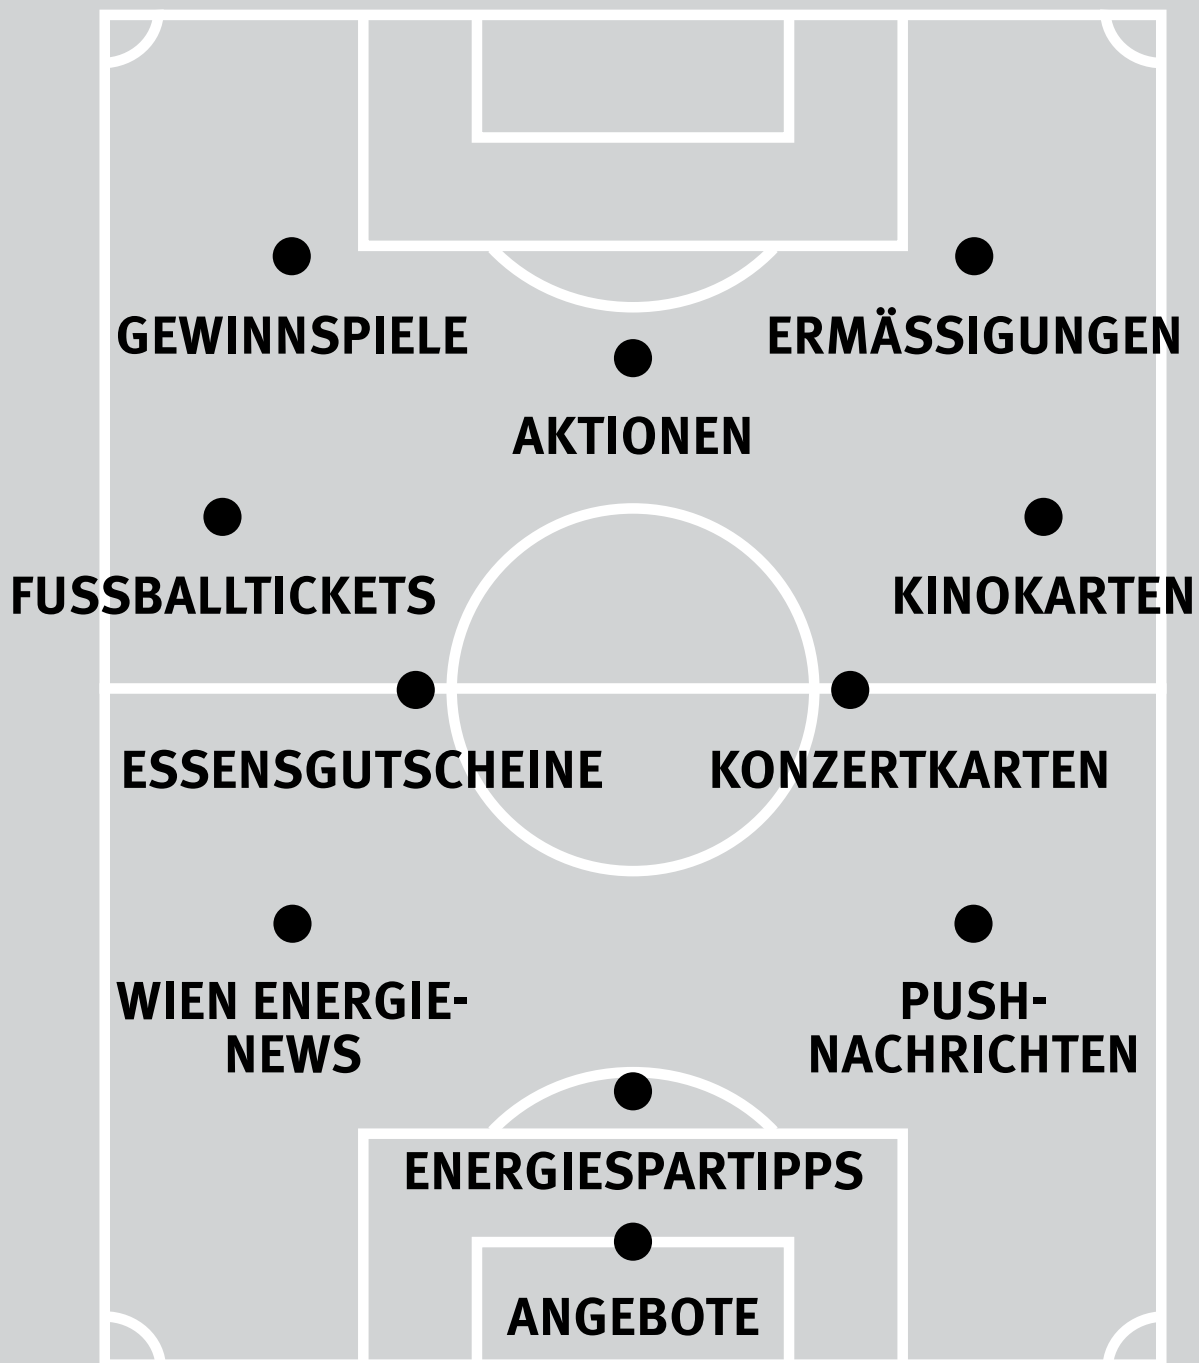 GEWINNSPIELE
ERMÄSSIGUNGEN
AKTIONEN
FUSSBALLTICKETS
KINOKARTEN
ESSENSGUTSCHEINE
KONZERTKARTEN
WIEN ENERGIE-
NEWS
PUSH-
NACHRICHTEN
ENERGIESPARTIPPS
ANGEBOTE